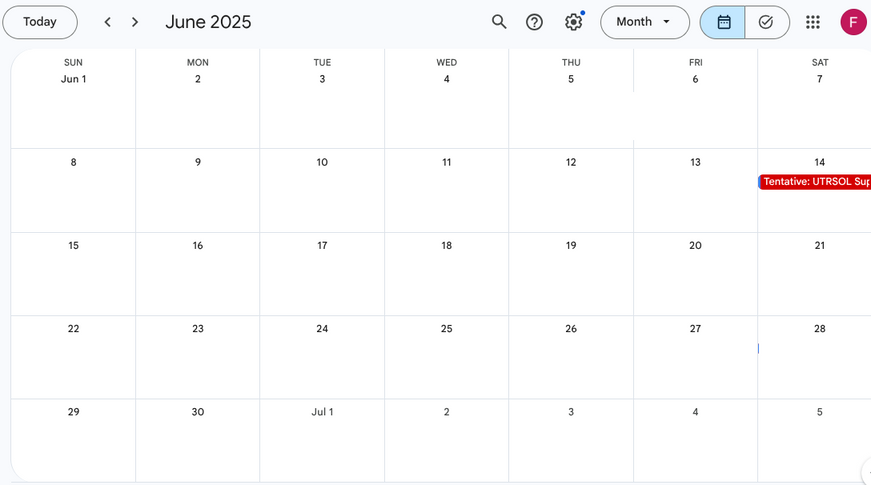 Today June 2025 Month F
SUN MON TUE WED THU FRI SAT
Jun 1 2 3 4 5 6 7
8 9 10 11 12 13 14
Tentative: UTRSOL Sup
15 16 17 18 19 20 21
22 23 24 25 26 27 28
29 30 Jul 1 2 3 4 5